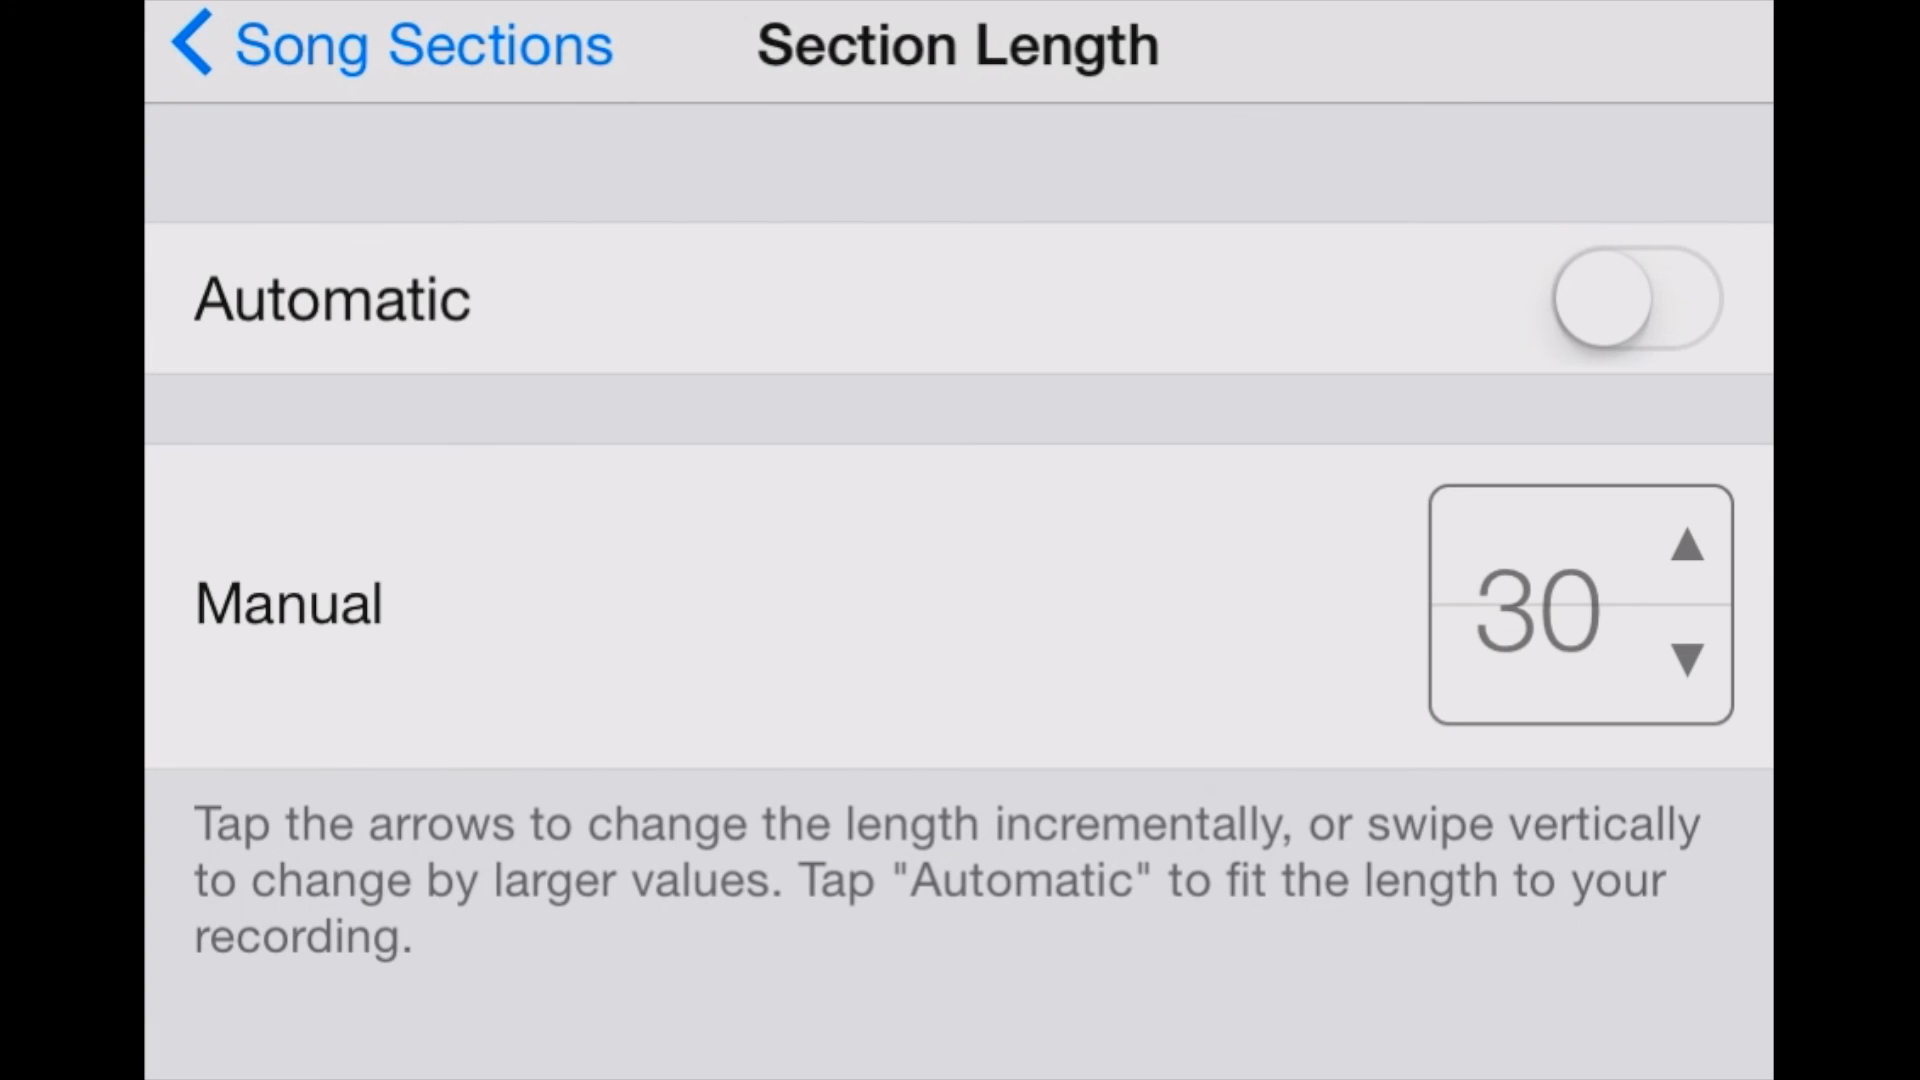 Song Sections
Section Length
Automatic
Manual
30
Tap the arrows to change the length incrementally, or swipe vertically
to change by larger values. Tap "Automatic" to fit the length to your
recording.